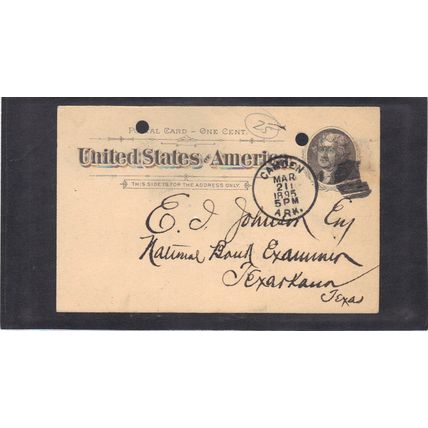 25
POSTAL CARD - ONE CENT.
United States of America
THIS SIDE IS FOR THE ADDRESS ONLY.
CAMDEN
MAR
21
1895
5 PM
ARK.
E. J. Johnson Esq
National Bank Examiner
Texarkana
Texas